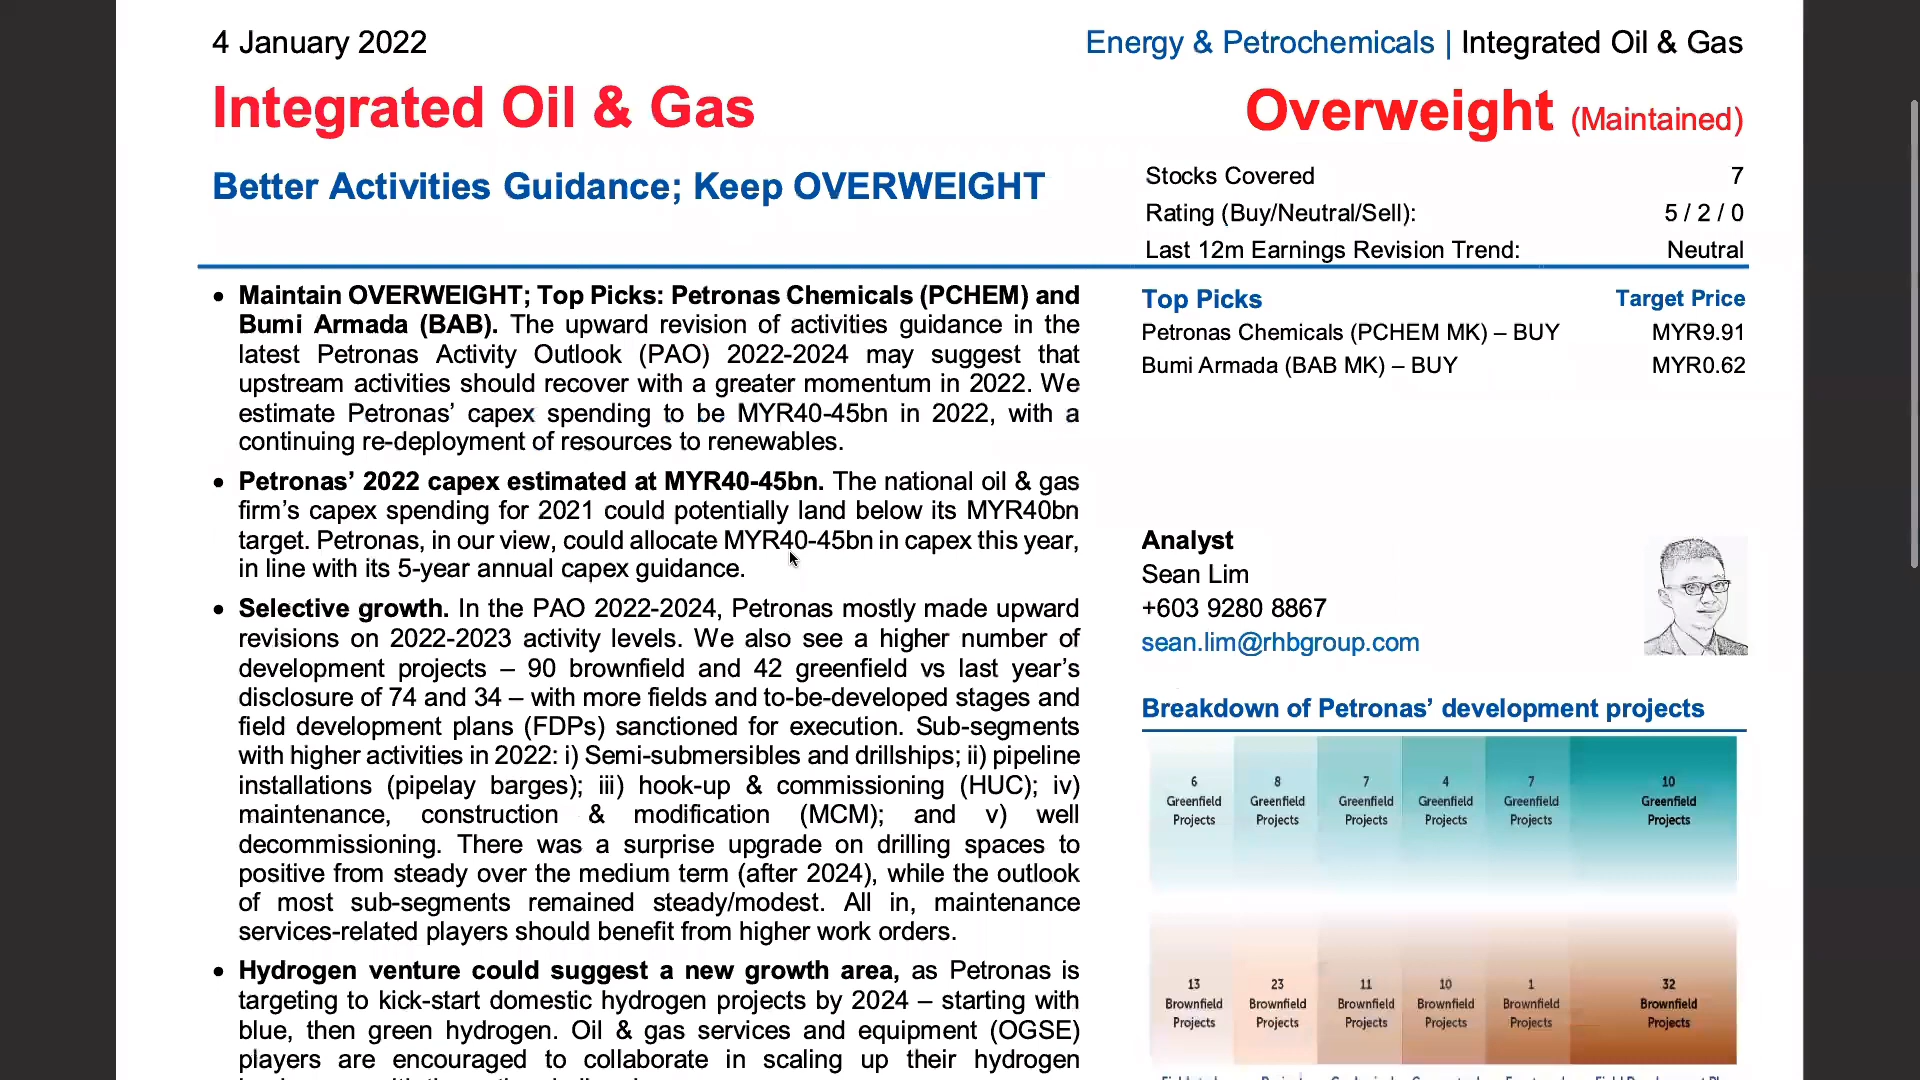 4 January 2022
Energy & Petrochemicals | Integrated Oil & Gas
Integrated Oil & Gas
Overweight (Maintained)
Better Activities Guidance; Keep OVERWEIGHT
Stocks Covered 7
Rating (Buy/Neutral/Sell): 5 / 2 / 0
Last 12m Earnings Revision Trend: Neutral
• Maintain OVERWEIGHT; Top Picks: Petronas Chemicals (PCHEM) and
Bumi Armada (BAB). The upward revision of activities guidance in the
latest Petronas Activity Outlook (PAO) 2022-2024 may suggest that
upstream activities should recover with a greater momentum in 2022. We
estimate Petronas’ capex spending to be MYR40-45bn in 2022, with a
continuing re-deployment of resources to renewables.
• Petronas’ 2022 capex estimated at MYR40-45bn. The national oil & gas
firm’s capex spending for 2021 could potentially land below its MYR40bn
target. Petronas, in our view, could allocate MYR40-45bn in capex this year,
in line with its 5-year annual capex guidance.
• Selective growth. In the PAO 2022-2024, Petronas mostly made upward
revisions on 2022-2023 activity levels. We also see a higher number of
development projects – 90 brownfield and 42 greenfield vs last year’s
disclosure of 74 and 34 – with more fields and to-be-developed stages and
field development plans (FDPs) sanctioned for execution. Sub-segments
with higher activities in 2022: i) Semi-submersibles and drillships; ii) pipeline
installations (pipelay barges); iii) hook-up & commissioning (HUC); iv)
maintenance, construction & modification (MCM); and v) well
decommissioning. There was a surprise upgrade on drilling spaces to
positive from steady over the medium term (after 2024), while the outlook
of most sub-segments remained steady/modest. All in, maintenance
services-related players should benefit from higher work orders.
• Hydrogen venture could suggest a new growth area, as Petronas is
targeting to kick-start domestic hydrogen projects by 2024 – starting with
blue, then green hydrogen. Oil & gas services and equipment (OGSE)
players are encouraged to collaborate in scaling up their hydrogen
Top Picks Target Price
Petronas Chemicals (PCHEM MK) – BUY MYR9.91
Bumi Armada (BAB MK) – BUY MYR0.62
Analyst
Sean Lim
+603 9280 8867
sean.lim@rhbgroup.com
Breakdown of Petronas’ development projects
6 8 7 4 7 10
Greenfield Greenfield Greenfield Greenfield Greenfield Greenfield
Projects Projects Projects Projects Projects Projects
13 23 11 10 1 32
Brownfield Brownfield Brownfield Brownfield Brownfield Brownfield
Projects Projects Projects Projects Projects Projects